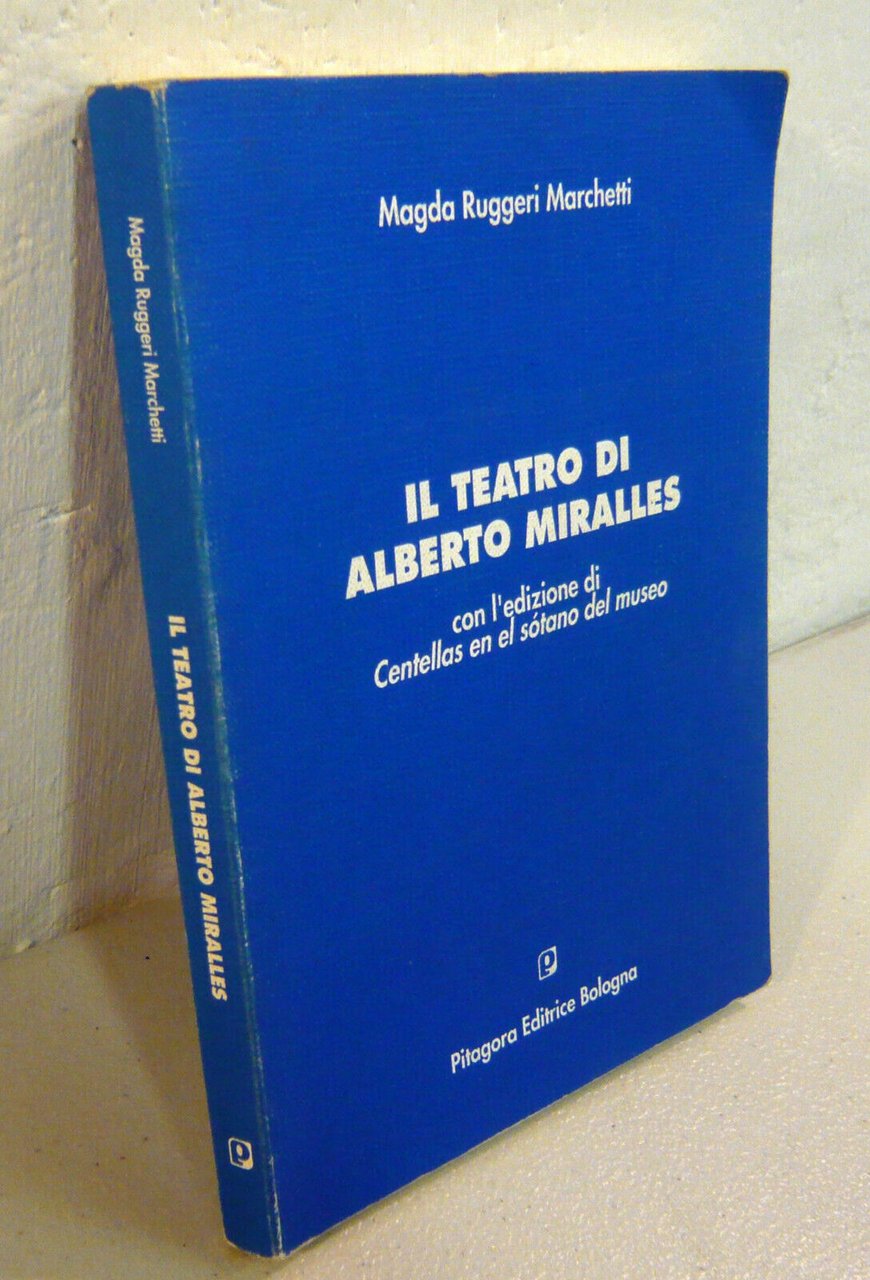 Magda Ruggeri Marchetti
IL TEATRO DI ALBERTO MIRALLES
Magda Ruggeri Marchetti
IL TEATRO DI
ALBERTO MIRALLES
con l'edizione di
Centellas en el sótano del museo
Pitagora Editrice Bologna